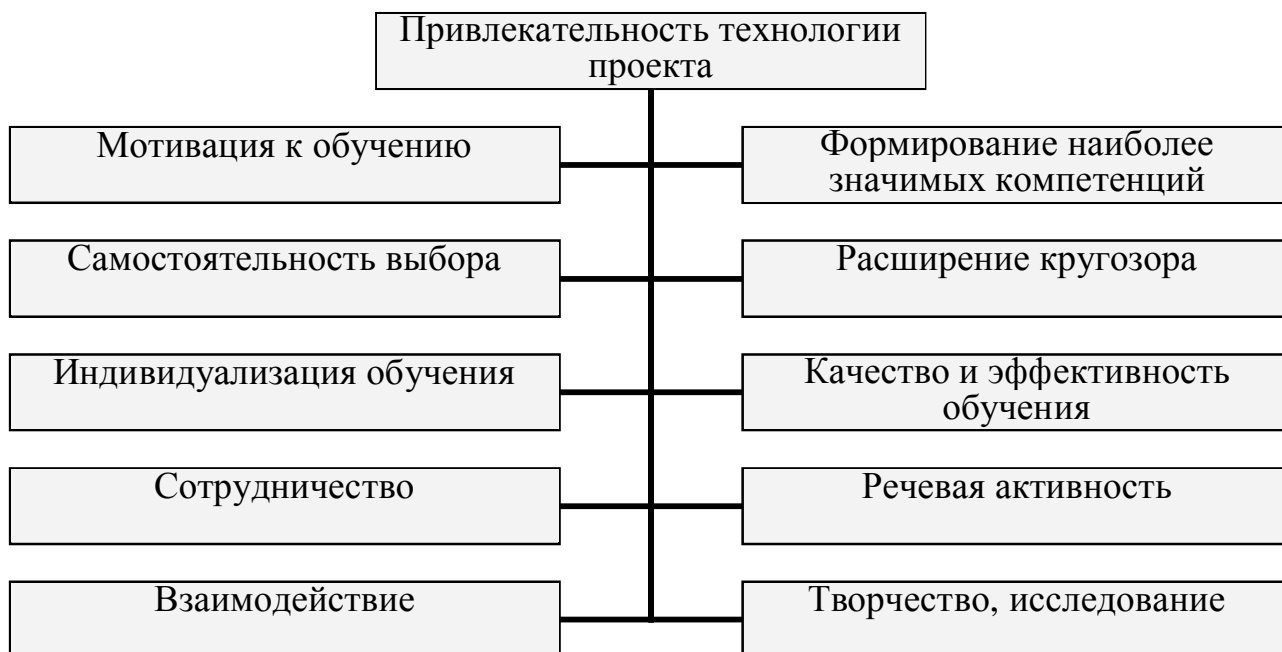 Привлекательность технологии
проекта
Мотивация к обучению
Формирование наиболее
значимых компетенций
Самостоятельность выбора
Расширение кругозора
Индивидуализация обучения
Качество и эффективность
обучения
Сотрудничество
Речевая активность
Взаимодействие
Творчество, исследование